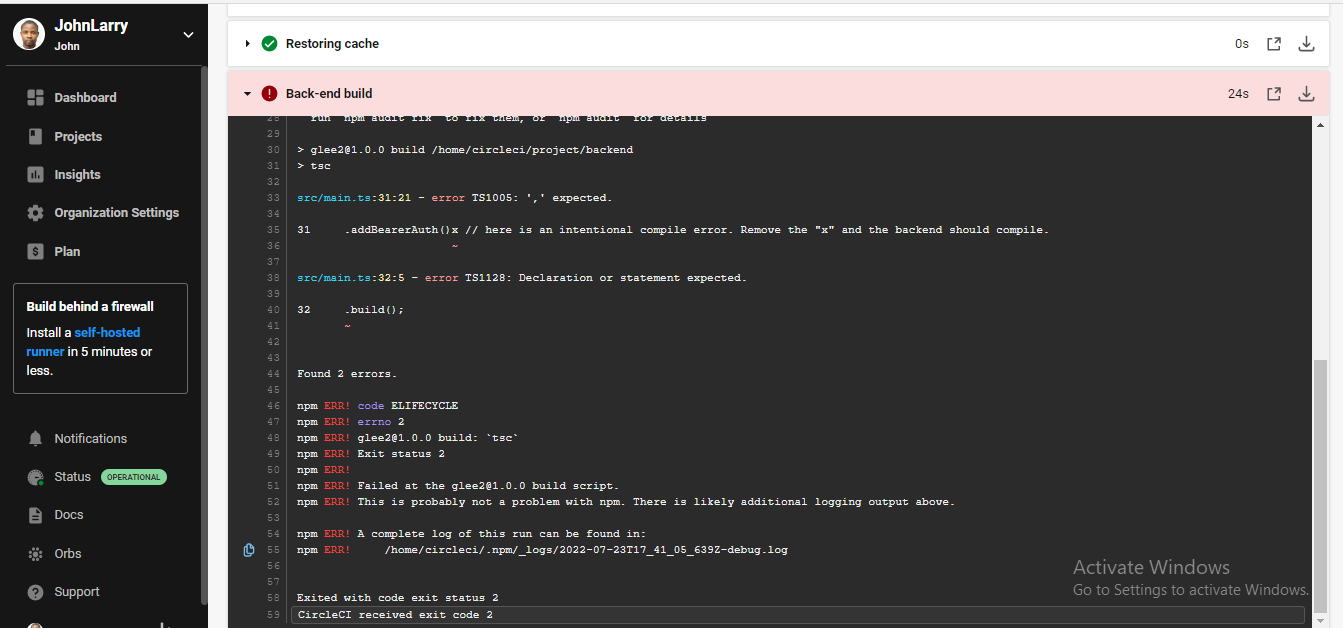 JohnLarry
John
Dashboard
Projects
Insights
Organization Settings
Plan
Build behind a firewall
Install a self-hosted
runner in 5 minutes or
less.
Notifications
Status OPERATIONAL
Docs
Orbs
Support
Restoring cache 0s
Back-end build 24s
28 run `npm audit fix` to fix them, or `npm audit` for details
29
30 > glee2@1.0.0 build /home/circleci/project/backend
31 > tsc
32
33 src/main.ts:31:21 - error TS1005: ',' expected.
34
35 31 .addBearerAuth()x // here is an intentional compile error. Remove the "x" and the backend should compile.
36 ~
37
38 src/main.ts:32:5 - error TS1128: Declaration or statement expected.
39
40 32 .build();
41 ~
42
43
44 Found 2 errors.
45
46 npm ERR! code ELIFECYCLE
47 npm ERR! errno 2
48 npm ERR! glee2@1.0.0 build: `tsc`
49 npm ERR! Exit status 2
50 npm ERR!
51 npm ERR! Failed at the glee2@1.0.0 build script.
52 npm ERR! This is probably not a problem with npm. There is likely additional logging output above.
53
54 npm ERR! A complete log of this run can be found in:
55 npm ERR! /home/circleci/.npm/_logs/2022-07-23T17_41_05_639Z-debug.log
56
57
58 Exited with code exit status 2
59 CircleCI received exit code 2
Activate Windows
Go to Settings to activate Windows.